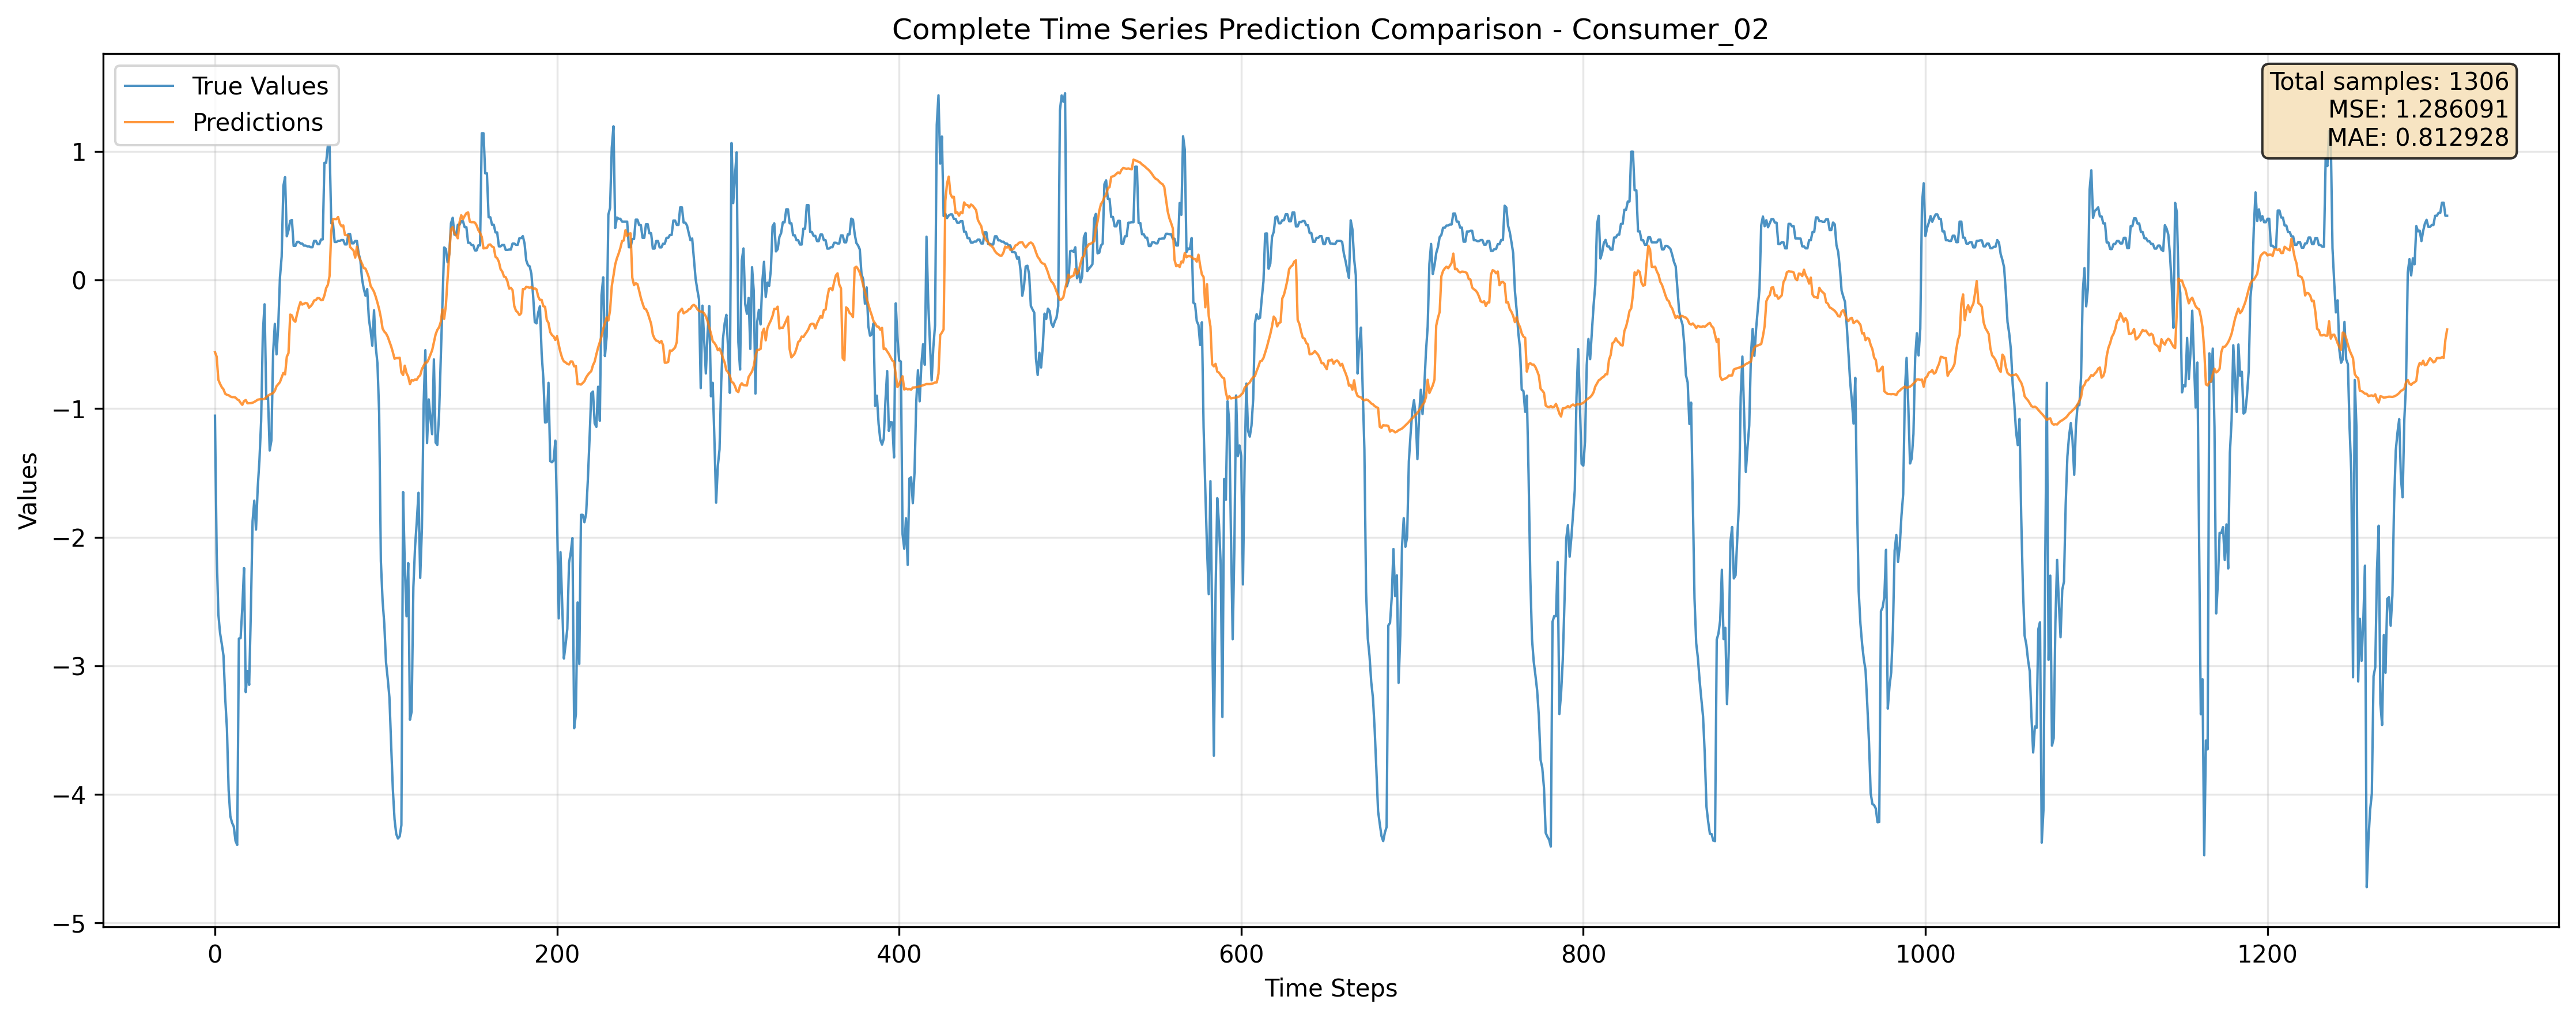 Complete Time Series Prediction Comparison - Consumer_02
True Values
Predictions
Total samples: 1306
MSE: 1.286091
MAE: 0.812928
Values
1
0
−1
−2
−3
−4
−5
0 200 400 600 800 1000 1200
Time Steps